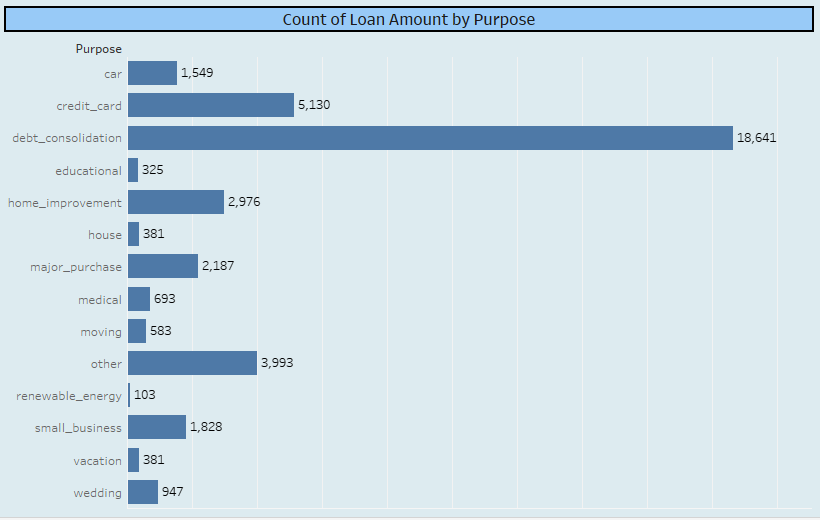 Count of Loan Amount by Purpose
Purpose
car 1,549
credit_card 5,130
debt_consolidation 18,641
educational 325
home_improvement 2,976
house 381
major_purchase 2,187
medical 693
moving 583
other 3,993
renewable_energy 103
small_business 1,828
vacation 381
wedding 947